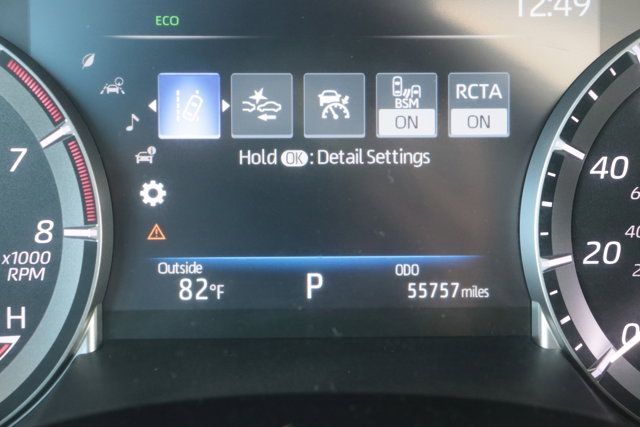 ECO
12:49
BSM
ON
RCTA
ON
Hold OK : Detail Settings
7
8
x1000
RPM
H
Outside
82°F
P
ODO
55757 miles
40
20
0